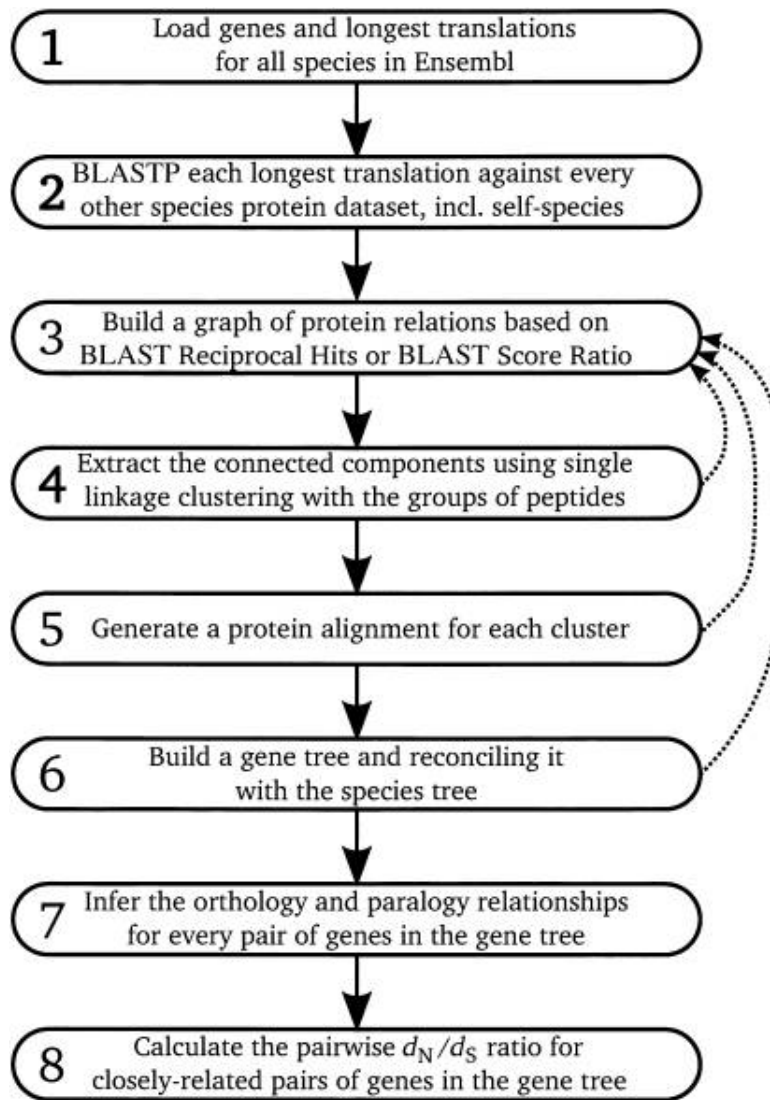 1
Load genes and longest translations
for all species in Ensembl
2
BLASTP each longest translation against every
other species protein dataset, incl. self-species
3
Build a graph of protein relations based on
BLAST Reciprocal Hits or BLAST Score Ratio
4
Extract the connected components using single
linkage clustering with the groups of peptides
5
Generate a protein alignment for each cluster
6
Build a gene tree and reconciling it
with the species tree
7
Infer the orthology and paralogy relationships
for every pair of genes in the gene tree
8
Calculate the pairwise dN/dS ratio for
closely-related pairs of genes in the gene tree